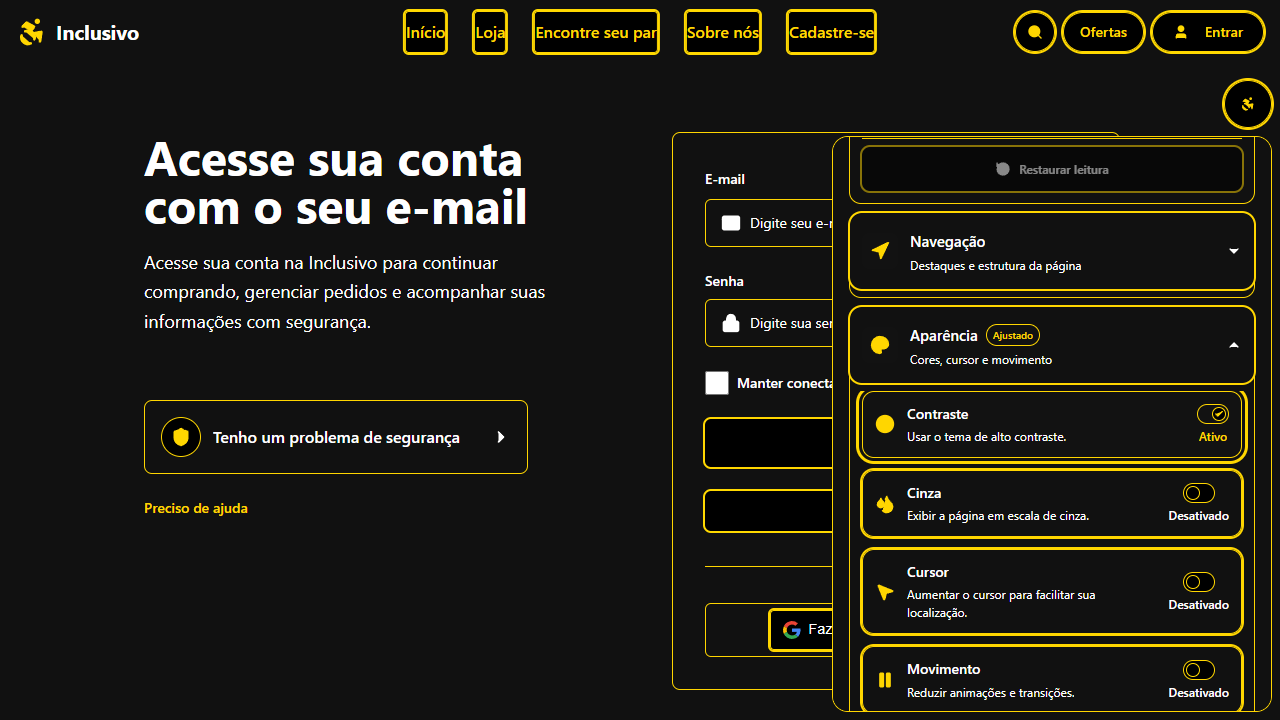 Inclusivo
Início
Loja
Encontre seu par
Sobre nós
Cadastre-se
Ofertas
Entrar
Acesse sua conta
com o seu e-mail
Acesse sua conta na Inclusivo para continuar
comprando, gerenciar pedidos e acompanhar suas
informações com segurança.
Tenho um problema de segurança
Preciso de ajuda
E-mail
Digite seu e-
Senha
Digite sua
Manter
Restaurar leitura
Navegação
Destaques e estrutura da página
Aparência
Ajustado
Cores, cursor e movimento
Contraste
Usar o tema de alto contraste.
Ativo
Cinza
Exibir a página em escala de cinza.
Desativado
Cursor
Aumentar o cursor para facilitar sua
localização.
Desativado
Movimento
Reduzir animações e transições.
Desativado